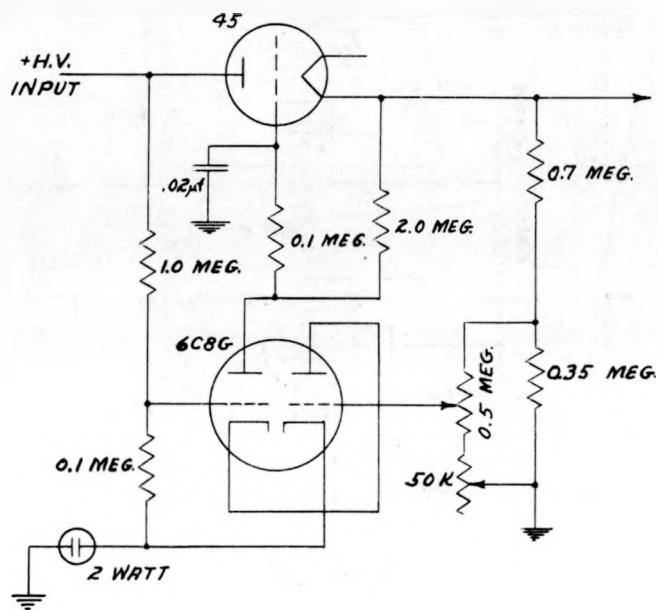 45
+H.V.
INPUT
.02µf
0.1 MEG.
2.0 MEG.
0.7 MEG.
1.0 MEG.
6C8G
0.5 MEG.
0.35 MEG.
0.1 MEG.
50K
2 WATT